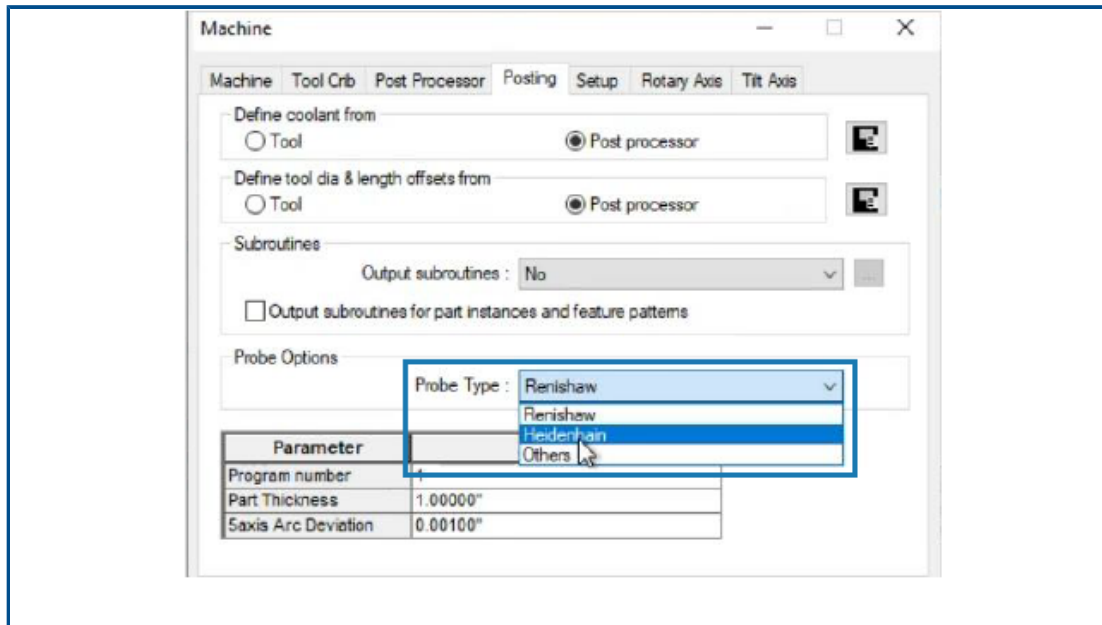 Machine
Machine Tool Crib Post Processor Posting Setup Rotary Axis Tilt Axis
Define coolant from
Tool Post processor
Define tool dia & length offsets from
Tool Post processor
Subroutines
Output subroutines : No
Output subroutines for part instances and feature patterns
Probe Options
Probe Type : Renishaw
Renishaw
Heidenhain
Others
Parameter
Program number 1
Part Thickness 1.00000"
5axis Arc Deviation 0.00100"